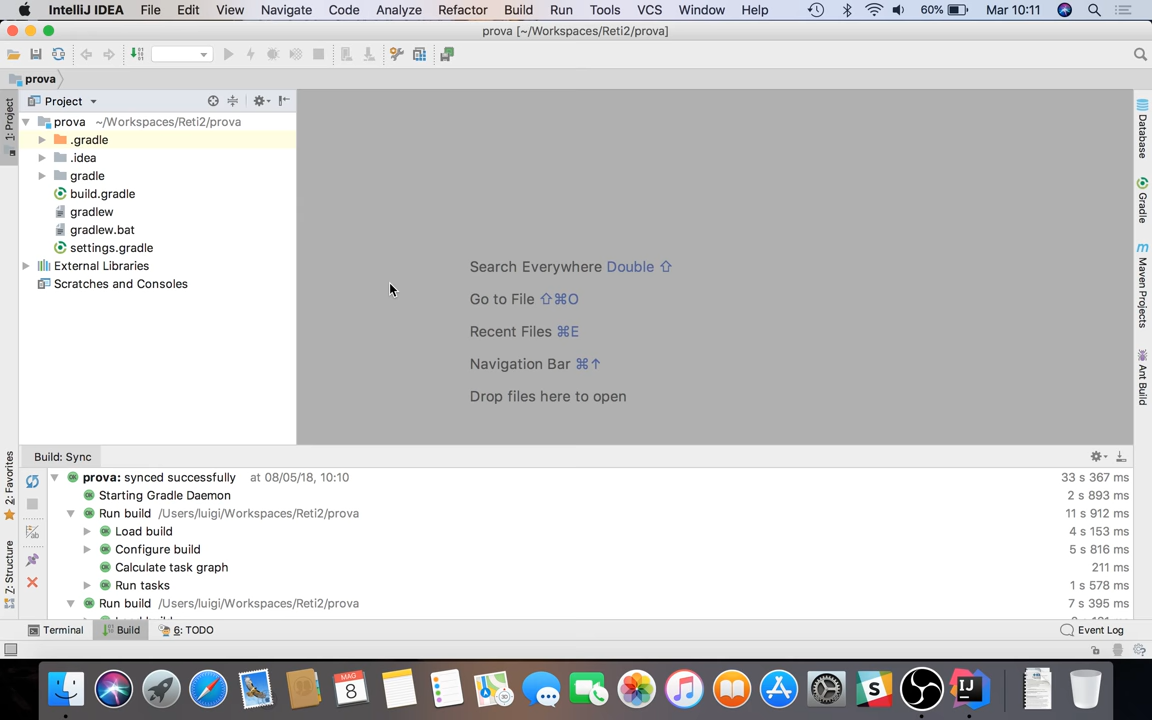 IntelliJ IDEA File Edit View Navigate Code Analyze Refactor Build Run Tools VCS Window Help 60% Mar 10:11
prova [~/Workspaces/Reti2/prova]
prova
Project
prova ~/Workspaces/Reti2/prova
.gradle
.idea
gradle
build.gradle
gradlew
gradlew.bat
settings.gradle
External Libraries
Scratches and Consoles
1: Project
2: Favorites
Z: Structure
Search Everywhere Double ⇧
Go to File ⇧⌘O
Recent Files ⌘E
Navigation Bar ⌘↑
Drop files here to open
Database
Gradle
m Maven Projects
Ant Build
Build: Sync
prova: synced successfully at 08/05/18, 10:10 33 s 367 ms
Starting Gradle Daemon 2 s 893 ms
Run build /Users/luigi/Workspaces/Reti2/prova 11 s 912 ms
Load build 4 s 153 ms
Configure build 5 s 816 ms
Calculate task graph 211 ms
Run tasks 1 s 578 ms
Run build /Users/luigi/Workspaces/Reti2/prova 7 s 395 ms
Terminal Build 6: TODO Event Log
MAG
8
S
IJ